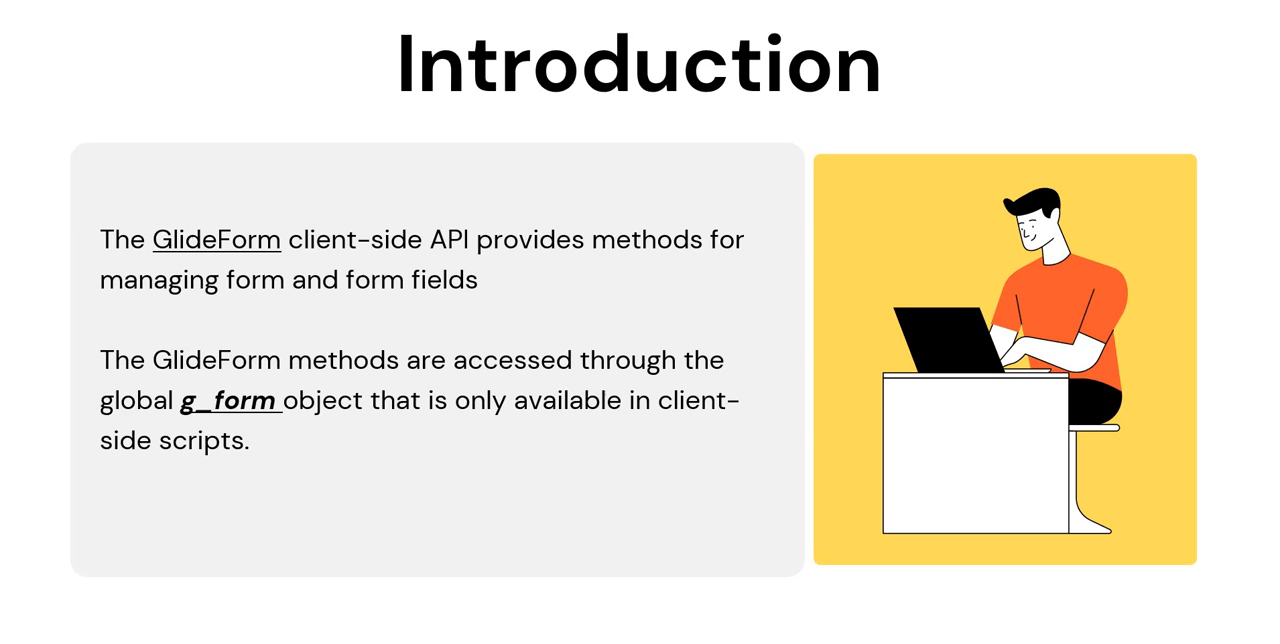 Introduction
The GlideForm client-side API provides methods for
managing form and form fields
The GlideForm methods are accessed through the
global g_form object that is only available in client-
side scripts.